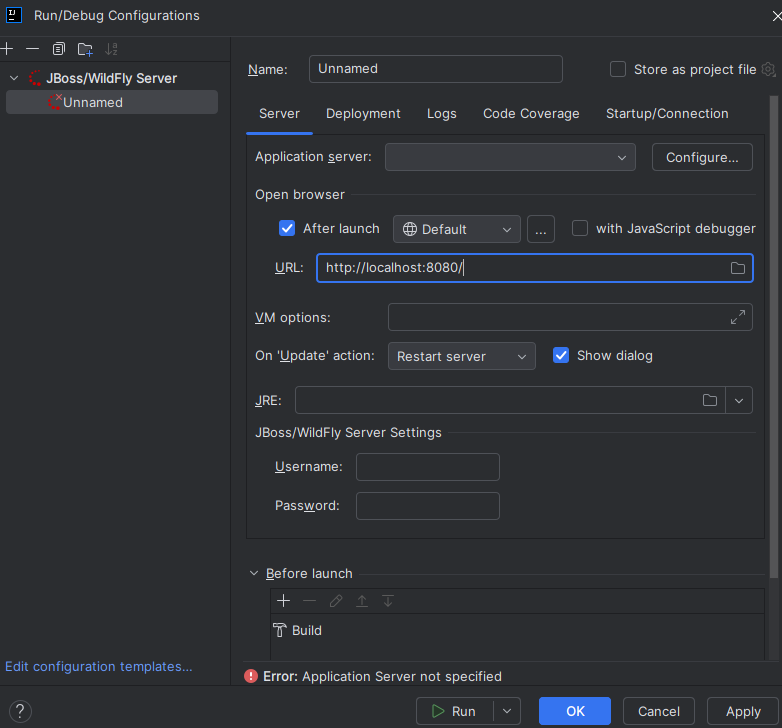 Run/Debug Configurations
JBoss/WildFly Server
Unnamed
Name: Unnamed Store as project file
Server Deployment Logs Code Coverage Startup/Connection
Application server: Configure...
Open browser
After launch Default ... with JavaScript debugger
URL: http://localhost:8080/
VM options:
On 'Update' action: Restart server Show dialog
JRE:
JBoss/WildFly Server Settings
Username:
Password:
Before launch
Build
Edit configuration templates...
Error: Application Server not specified
? Run OK Cancel Apply